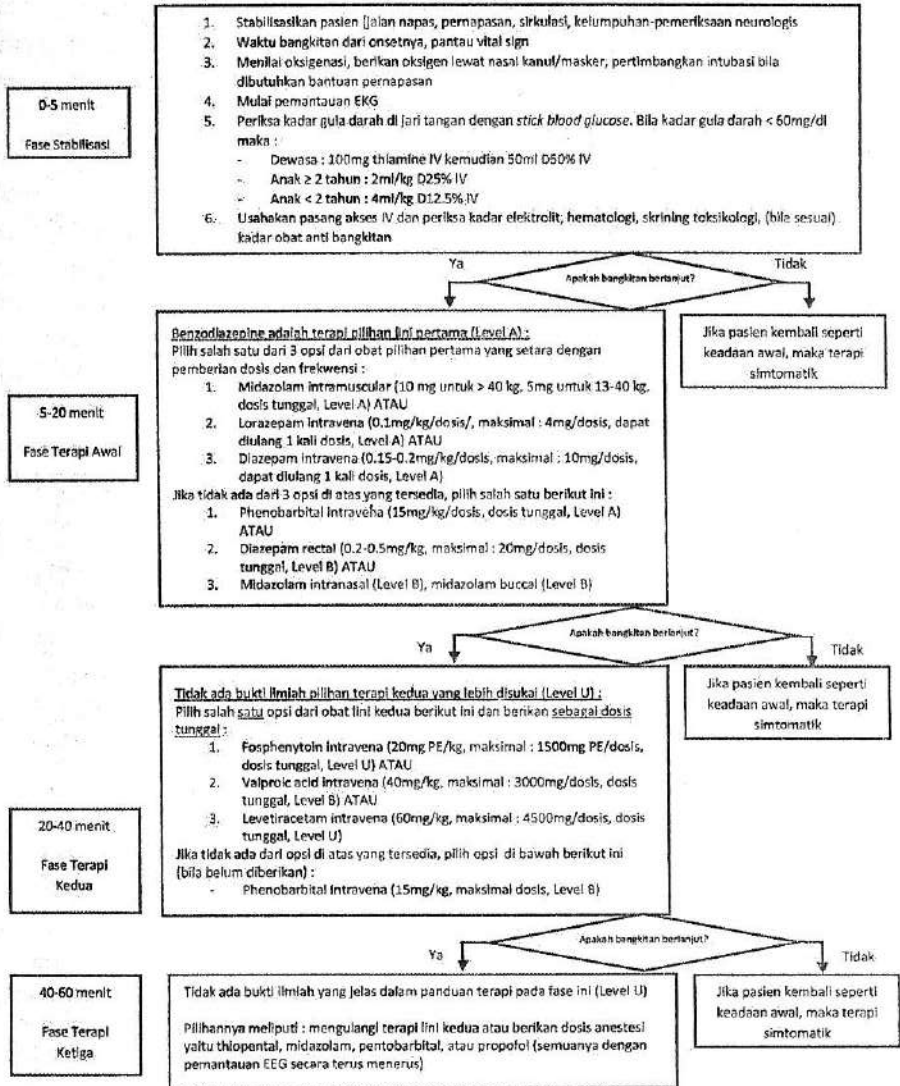 0-5 menit
Fase Stabilisasi
1. Stabilisasikan pasien (jalan napas, pernapasan, sirkulasi, kelumpuhan-pemeriksaan neurologis
2. Waktu bangkitan dari onsetnya, pantau vital sign
3. Menilai oksigenasi, berikan oksigen lewat nasal kanul/masker, pertimbangkan intubasi bila
dibutuhkan bantuan pernapasan
4. Mulai pemantauan EKG
5. Periksa kadar gula darah di jari tangan dengan stick blood glucose. Bila kadar gula darah < 60mg/dl
maka :
- Dewasa : 100mg thiamine IV kemudian 50ml D50% IV
- Anak ≥ 2 tahun : 2ml/kg D25% IV
- Anak < 2 tahun : 4ml/kg D12.5% IV
6. Usahakan pasang akses IV dan periksa kadar elektrolit, hematologi, skrining toksikologi, (bila sesuai)
kadar obat anti bangkitan
Ya
Apakah bangkitan berlanjut?
Tidak
Jika pasien kembali seperti
keadaan awal, maka terapi
simtomatik
5-20 menit
Fase Terapi Awal
Benzodiazepine adalah terapi pilihan lini pertama (Level A) :
Pilih salah satu dari 3 opsi dari obat pilihan pertama yang setara dengan
pemberian dosis dan frekwensi :
1. Midazolam intramuscular (10 mg untuk > 40 kg, 5mg untuk 13-40 kg,
dosis tunggal, Level A) ATAU
2. Lorazepam intravena (0.1mg/kg/dosis/, maksimal : 4mg/dosis, dapat
diulang 1 kali dosis, Level A) ATAU
3. Diazepam intravena (0.15-0.2mg/kg/dosis, maksimal : 10mg/dosis,
dapat diulang 1 kali dosis, Level A)
Jika tidak ada dari 3 opsi di atas yang tersedia, pilih salah satu berikut ini :
1. Phenobarbital intravena (15mg/kg/dosis, dosis tunggal, Level A)
ATAU
2. Diazepam rectal (0.2-0.5mg/kg, maksimal : 20mg/dosis, dosis
tunggal, Level B) ATAU
3. Midazolam intranasal (Level B), midazolam buccal (Level B)
Ya
Apakah bangkitan berlanjut?
Tidak
Jika pasien kembali seperti
keadaan awal, maka terapi
simtomatik
20-40 menit
Fase Terapi
Kedua
Tidak ada bukti ilmiah pilihan terapi kedua yang lebih disukai (Level U) :
Pilih salah satu opsi dari obat lini kedua berikut ini dan berikan sebagai dosis
tunggal :
1. Fosphenytoin intravena (20mg PE/kg, maksimal : 1500mg PE/dosis,
dosis tunggal, Level U) ATAU
2. Valproic acid intravena (40mg/kg, maksimal : 3000mg/dosis, dosis
tunggal, Level B) ATAU
3. Levetiracetam intravena (60mg/kg, maksimal : 4500mg/dosis, dosis
tunggal, Level U)
Jika tidak ada dari opsi di atas yang tersedia, pilih opsi di bawah berikut ini
(bila belum diberikan) :
- Phenobarbital intravena (15mg/kg, maksimal dosis, Level B)
Ya
Apakah bangkitan berlanjut?
Tidak
40-60 menit
Fase Terapi
Ketiga
Tidak ada bukti ilmiah yang jelas dalam panduan terapi pada fase ini (Level U)
Pilihannya meliputi : mengulangi terapi lini kedua atau berikan dosis anestesi
yaitu thiopental, midazolam, pentobarbital, atau propofol (semuanya dengan
pemantauan EEG secara terus menerus)
Jika pasien kembali seperti
keadaan awal, maka terapi
simtomatik